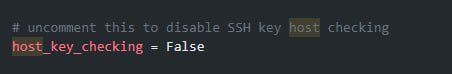 # uncomment this to disable SSH key host checking
host_key_checking = False